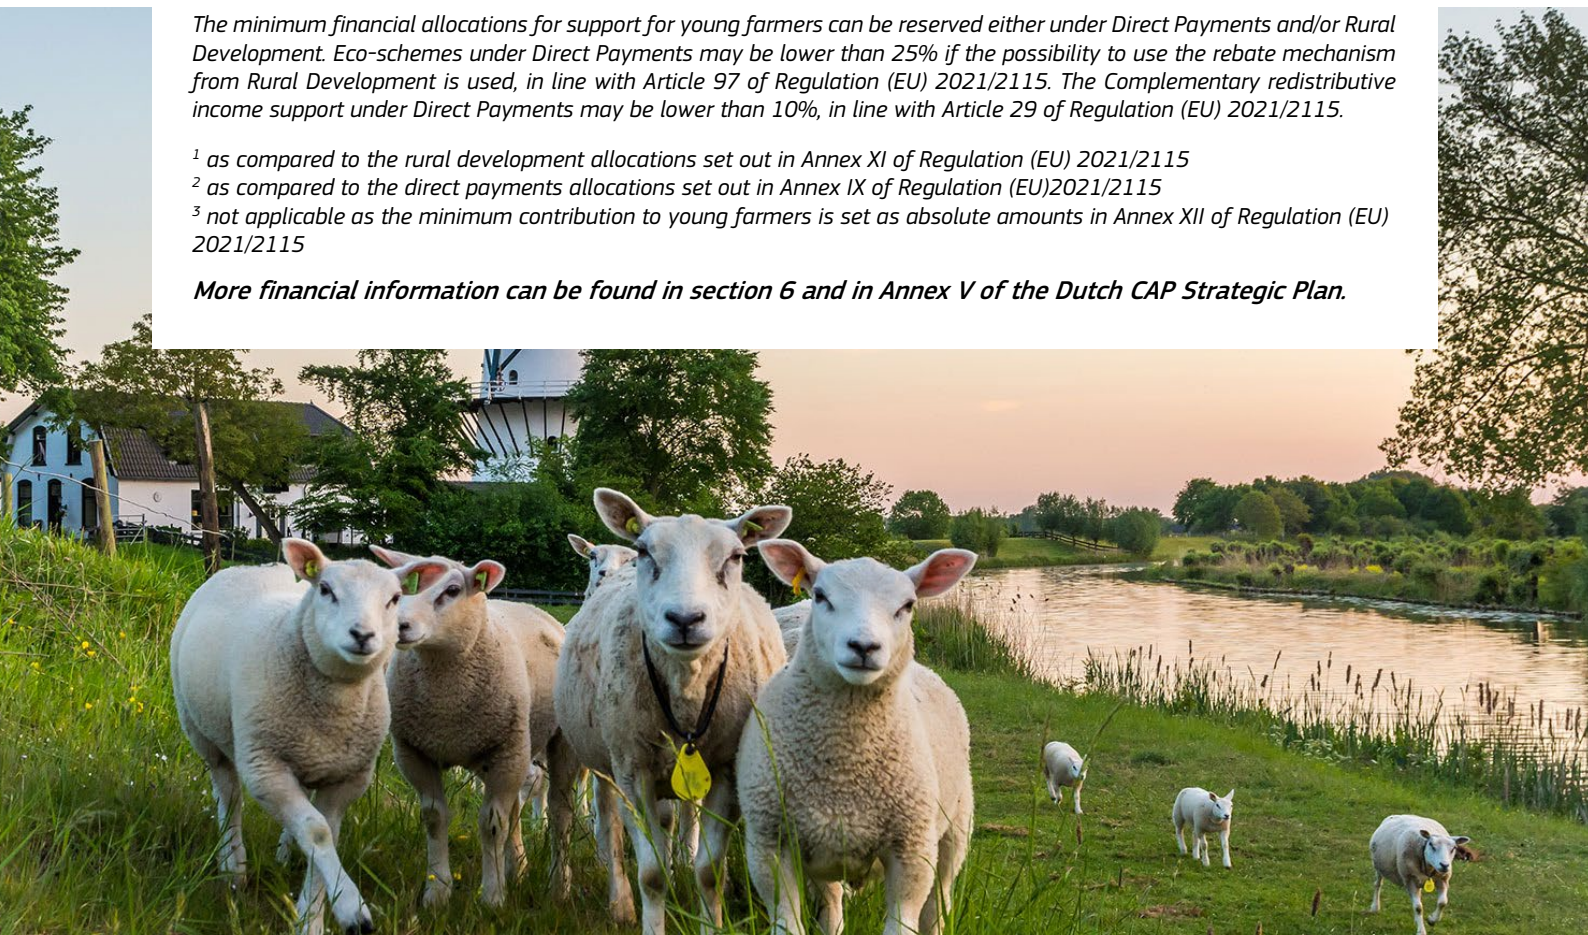 The minimum financial allocations for support for young farmers can be reserved either under Direct Payments and/or Rural
Development. Eco-schemes under Direct Payments may be lower than 25% if the possibility to use the rebate mechanism
from Rural Development is used, in line with Article 97 of Regulation (EU) 2021/2115. The Complementary redistributive
income support under Direct Payments may be lower than 10%, in line with Article 29 of Regulation (EU) 2021/2115.
¹ as compared to the rural development allocations set out in Annex XI of Regulation (EU) 2021/2115
² as compared to the direct payments allocations set out in Annex IX of Regulation (EU)2021/2115
³ not applicable as the minimum contribution to young farmers is set as absolute amounts in Annex XII of Regulation (EU)
2021/2115
More financial information can be found in section 6 and in Annex V of the Dutch CAP Strategic Plan.